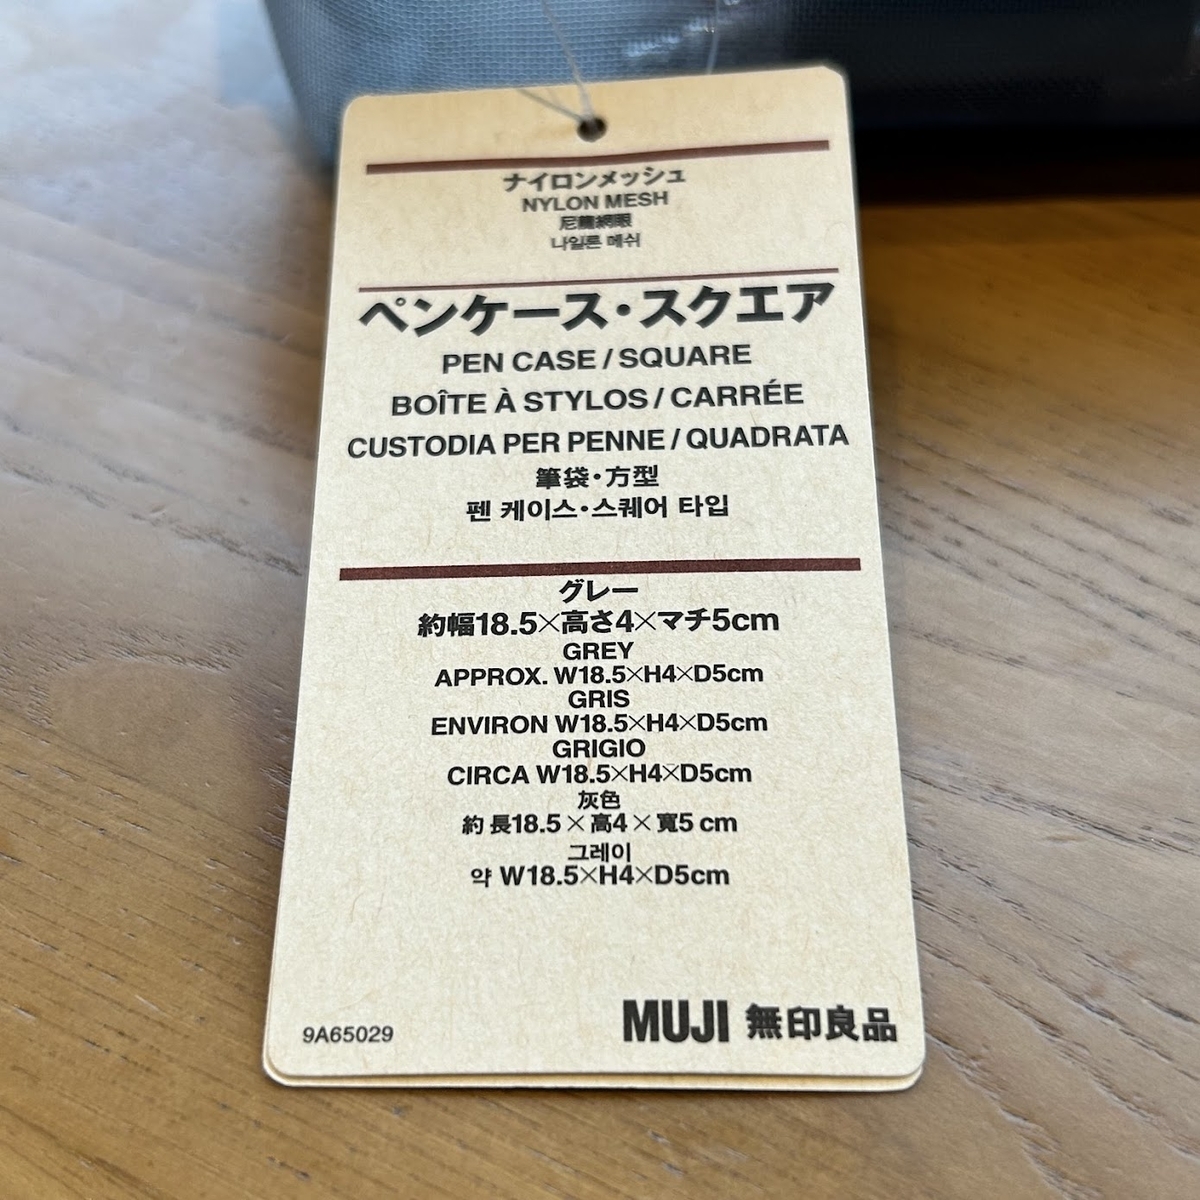 ナイロンメッシュ
NYLON MESH
尼龍網眼
나일론 메쉬
ペンケース・スクエア
PEN CASE / SQUARE
BOÎTE À STYLOS / CARRÉE
CUSTODIA PER PENNE / QUADRATA
筆袋・方型
펜 케이스・스퀘어 타입
グレー
約幅18.5×高さ4×マチ5cm
GREY
APPROX. W18.5×H4×D5cm
GRIS
ENVIRON W18.5×H4×D5cm
GRIGIO
CIRCA W18.5×H4×D5cm
灰色
約 長18.5 × 高4 × 寬5 cm
그레이
약 W18.5×H4×D5cm
9A65029
MUJI 無印良品